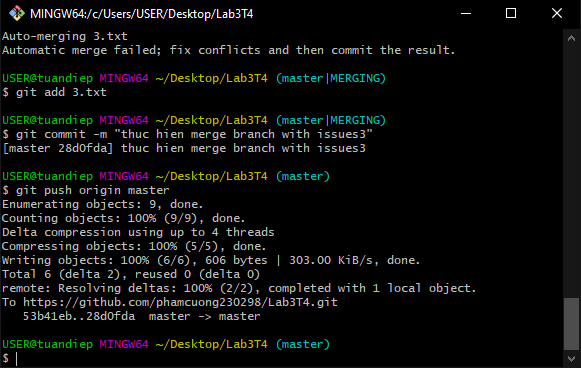 MINGW64:/c/Users/USER/Desktop/Lab3T4
Auto-merging 3.txt
Automatic merge failed; fix conflicts and then commit the result.
USER@tuandiep MINGW64 ~/Desktop/Lab3T4 (master|MERGING)
$ git add 3.txt
USER@tuandiep MINGW64 ~/Desktop/Lab3T4 (master|MERGING)
$ git commit -m "thuc hien merge branch with issues3"
[master 28d0fda] thuc hien merge branch with issues3
USER@tuandiep MINGW64 ~/Desktop/Lab3T4 (master)
$ git push origin master
Enumerating objects: 9, done.
Counting objects: 100% (9/9), done.
Delta compression using up to 4 threads
Compressing objects: 100% (5/5), done.
Writing objects: 100% (6/6), 606 bytes | 303.00 KiB/s, done.
Total 6 (delta 2), reused 0 (delta 0)
remote: Resolving deltas: 100% (2/2), completed with 1 local object.
To https://github.com/phamcuong230298/Lab3T4.git
   53b41eb..28d0fda  master -> master
USER@tuandiep MINGW64 ~/Desktop/Lab3T4 (master)
$